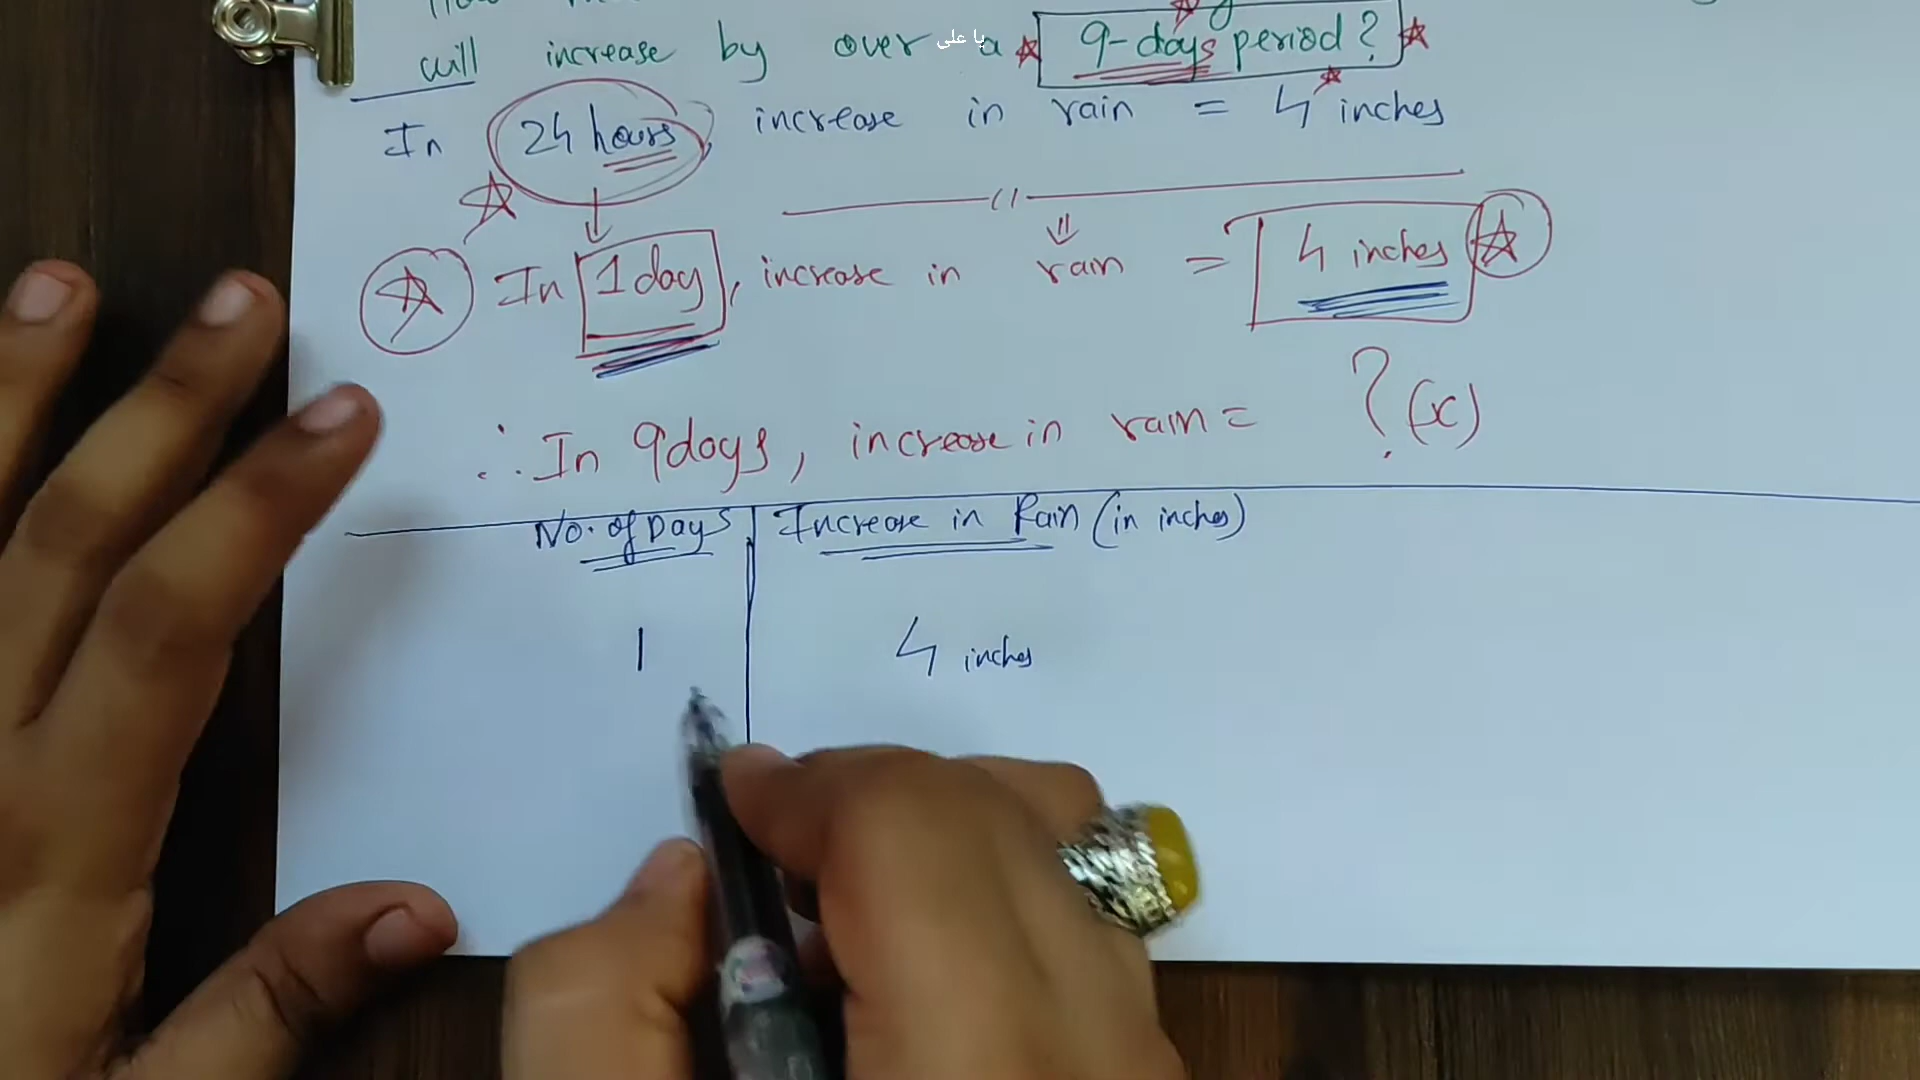 will increase by over a 9-days period?
يا على
In 24 hours, increase in rain = 4 inches
In 1 day, increase in rain = 4 inches
∴ In 9 days, increase in rain = ? (x)
No. of Days Increase in Rain (in inches)
1 4 inches